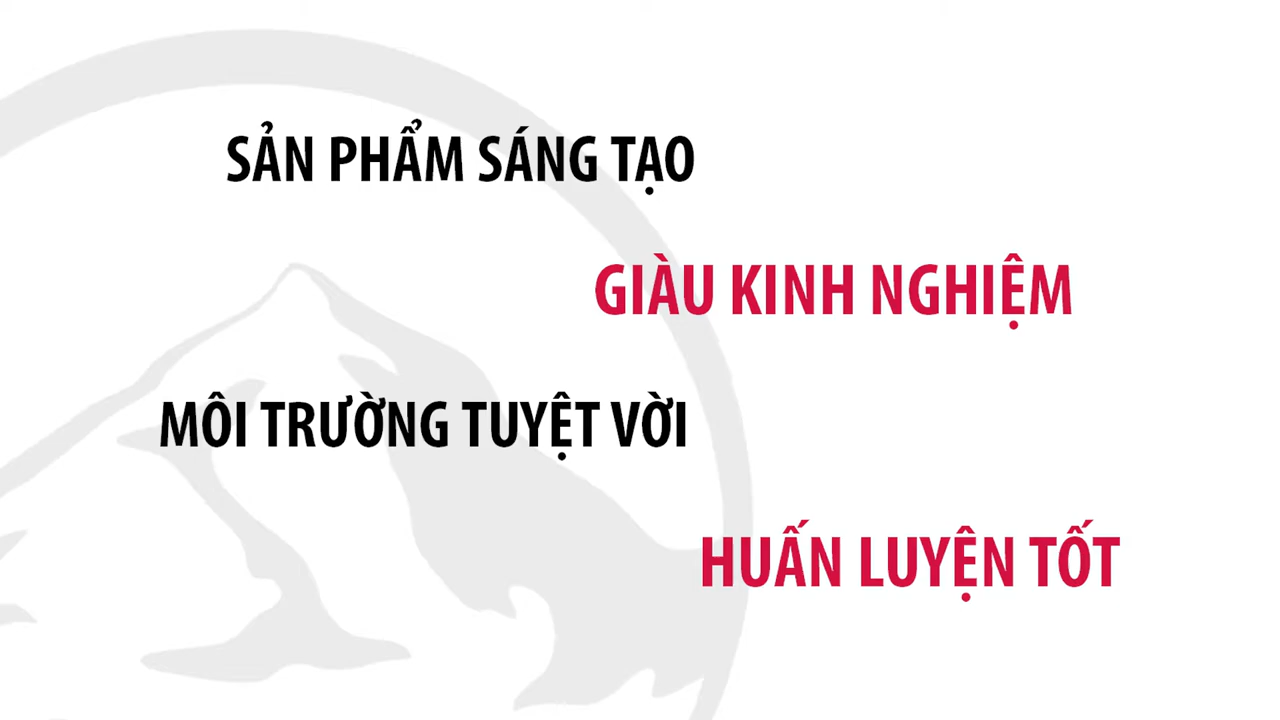 SẢN PHẨM SÁNG TẠO
GIÀU KINH NGHIỆM
MÔI TRƯỜNG TUYỆT VỜI
HUẤN LUYỆN TỐT